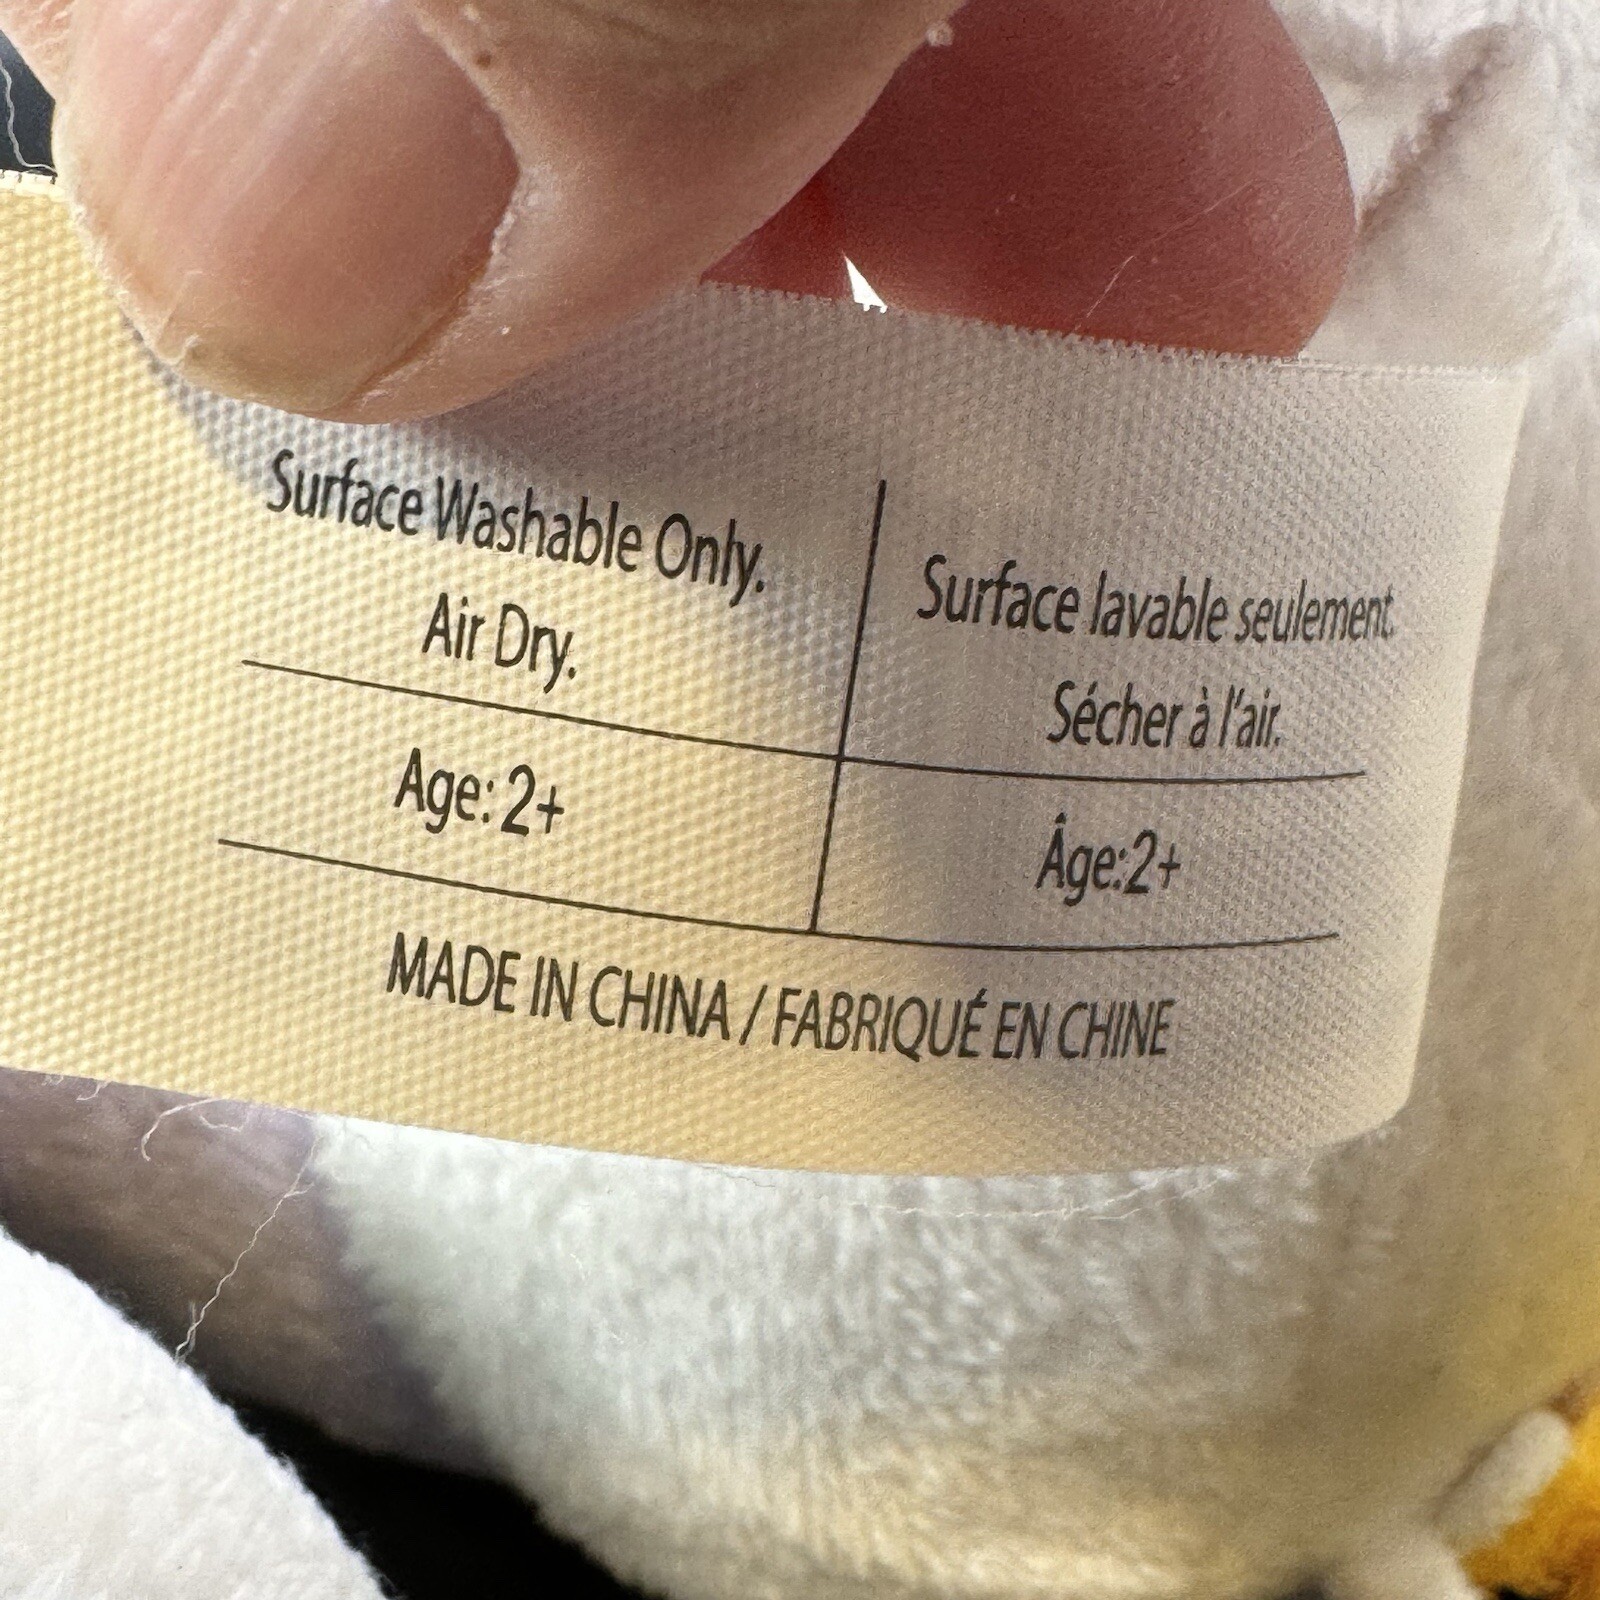 Surface Washable Only.
Air Dry.
Surface lavable seulement.
Sécher à l'air.
Age: 2+
Âge:2+
MADE IN CHINA / FABRIQUÉ EN CHINE